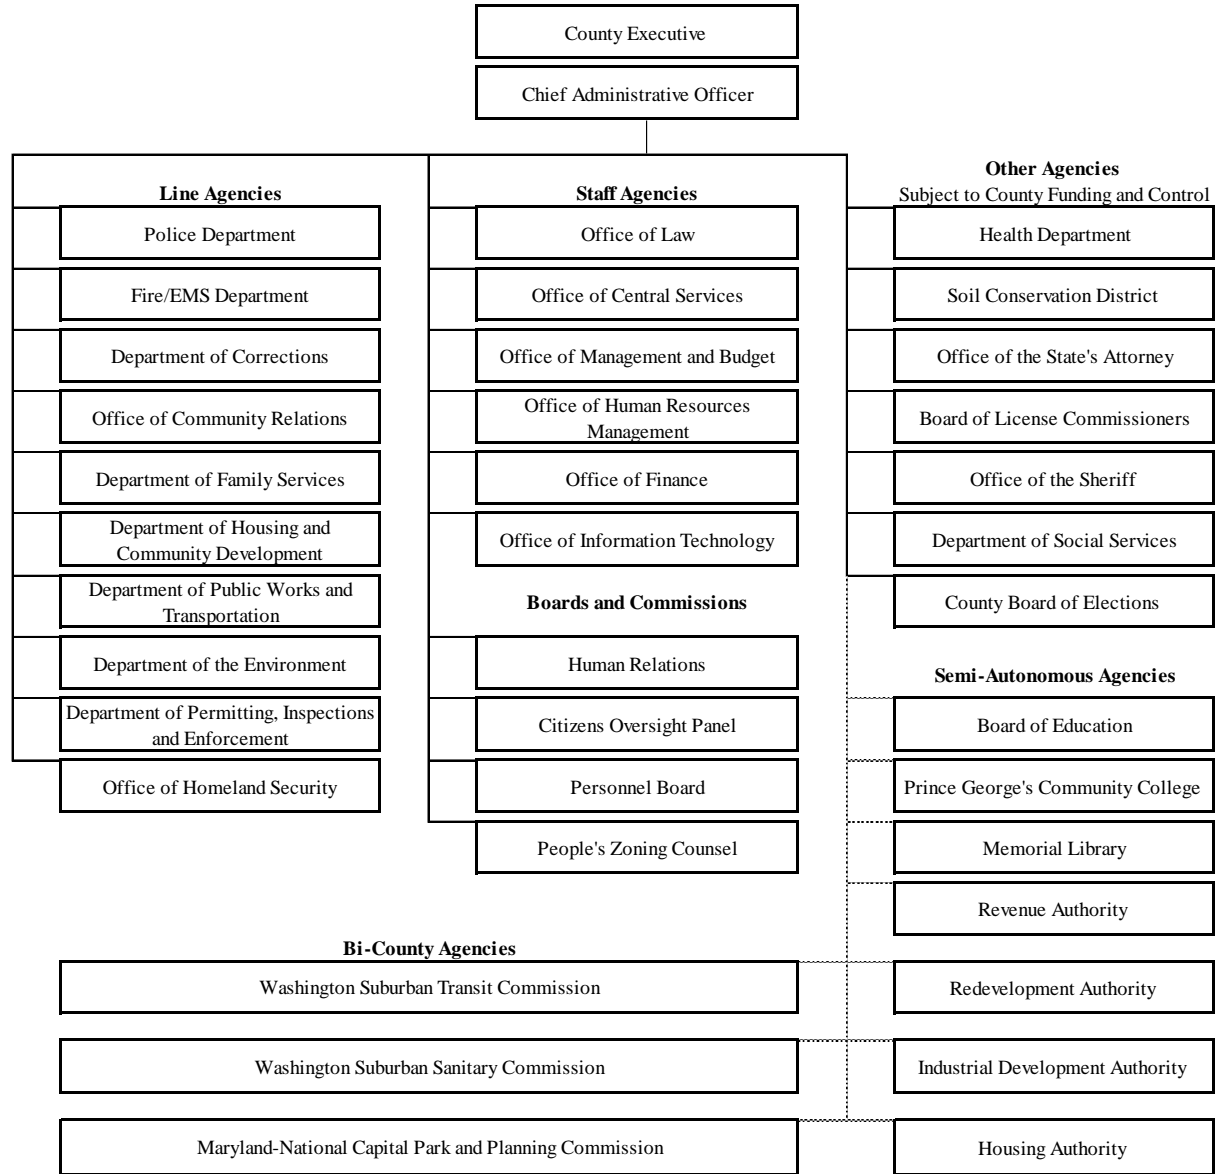 County Executive
Chief Administrative Officer
Line Agencies
Police Department
Fire/EMS Department
Department of Corrections
Office of Community Relations
Department of Family Services
Department of Housing and
Community Development
Department of Public Works and
Transportation
Department of the Environment
Department of Permitting, Inspections
and Enforcement
Office of Homeland Security
Staff Agencies
Office of Law
Office of Central Services
Office of Management and Budget
Office of Human Resources
Management
Office of Finance
Office of Information Technology
Boards and Commissions
Human Relations
Citizens Oversight Panel
Personnel Board
People's Zoning Counsel
Other Agencies
Subject to County Funding and Control
Health Department
Soil Conservation District
Office of the State's Attorney
Board of License Commissioners
Office of the Sheriff
Department of Social Services
County Board of Elections
Semi-Autonomous Agencies
Board of Education
Prince George's Community College
Memorial Library
Revenue Authority
Redevelopment Authority
Industrial Development Authority
Housing Authority
Bi-County Agencies
Washington Suburban Transit Commission
Washington Suburban Sanitary Commission
Maryland-National Capital Park and Planning Commission